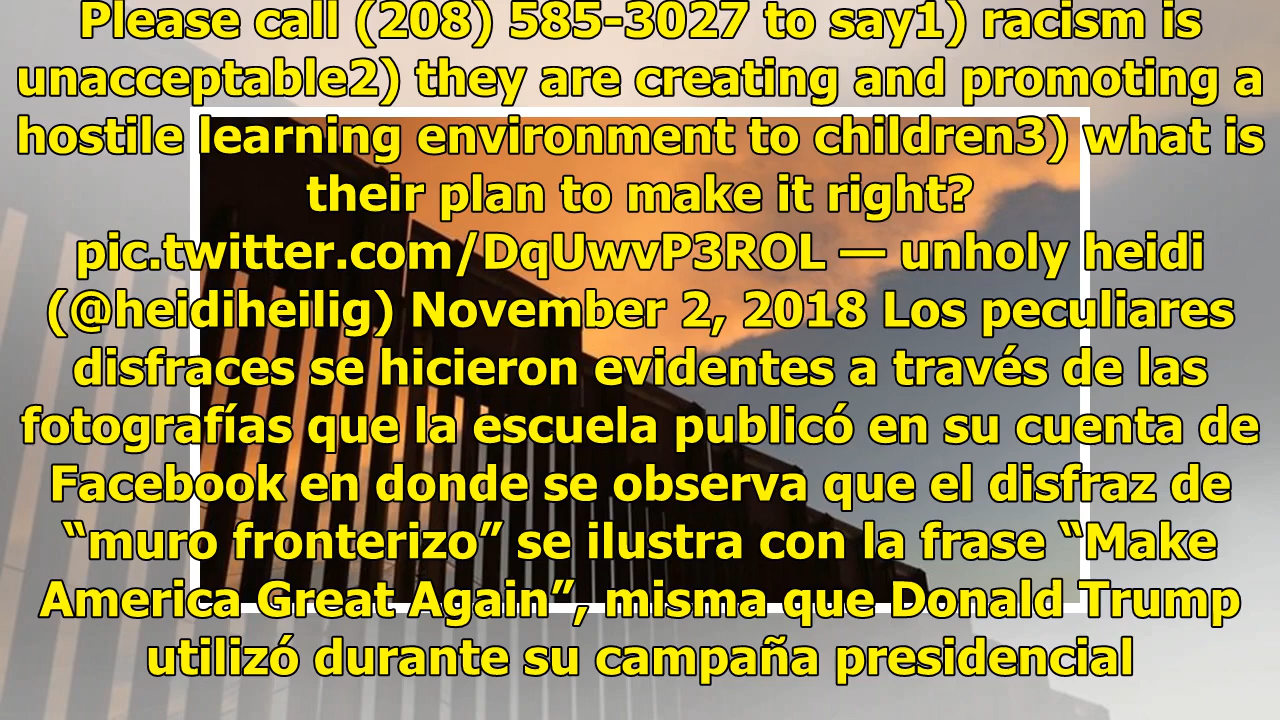 Please call (208) 585-3027 to say1) racism is
unacceptable2) they are creating and promoting a
hostile learning environment to children3) what is
their plan to make it right?
pic.twitter.com/DqUwvP3ROL — unholy heidi
(@heidiheilig) November 2, 2018 Los peculiares
disfraces se hicieron evidentes a través de las
fotografías que la escuela publicó en su cuenta de
Facebook en donde se observa que el disfraz de
“muro fronterizo” se ilustra con la frase “Make
America Great Again”, misma que Donald Trump
utilizó durante su campaña presidencial